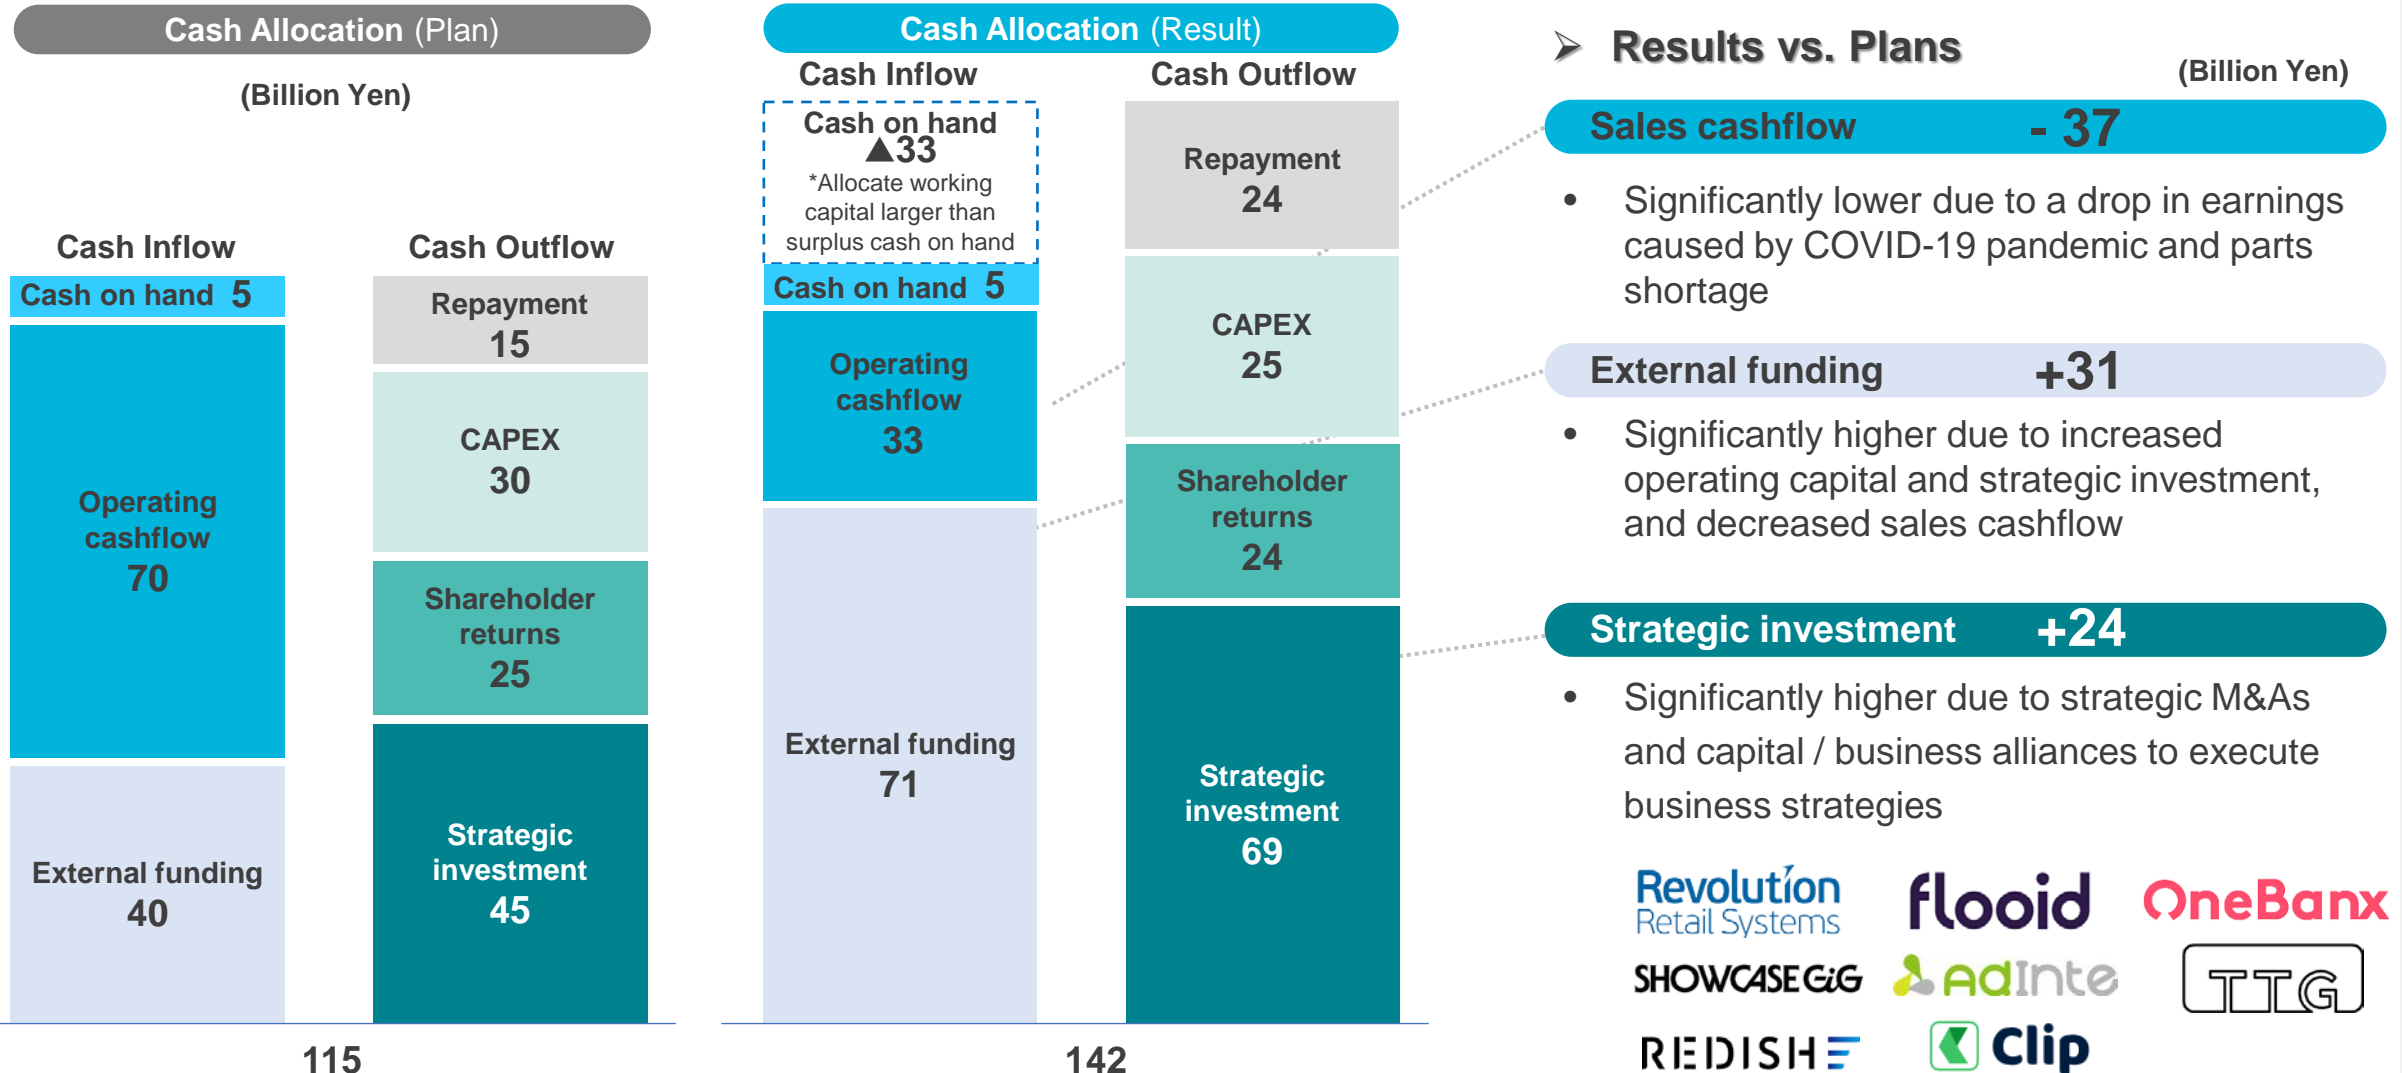 Cash Allocation (Plan)
(Billion Yen)
Cash Inflow
Cash on hand 5
Operating
cashflow
70
External funding
40
Cash Outflow
Repayment
15
CAPEX
30
Shareholder
returns
25
Strategic
investment
45
115
Cash Allocation (Result)
Cash Inflow
Cash on hand
▲33
*Allocate working
capital larger than
surplus cash on hand
Cash on hand 5
Operating
cashflow
33
External funding
71
Cash Outflow
Repayment
24
CAPEX
25
Shareholder
returns
24
Strategic
investment
69
142
➢ Results vs. Plans
(Billion Yen)
Sales cashflow - 37
• Significantly lower due to a drop in earnings
caused by COVID-19 pandemic and parts
shortage
External funding +31
• Significantly higher due to increased
operating capital and strategic investment,
and decreased sales cashflow
Strategic investment +24
• Significantly higher due to strategic M&As
and capital / business alliances to execute
business strategies
Revolution
Retail Systems
flooid
OneBanx
SHOWCASE GiG
AdInte
TTG
REDISH
Clip